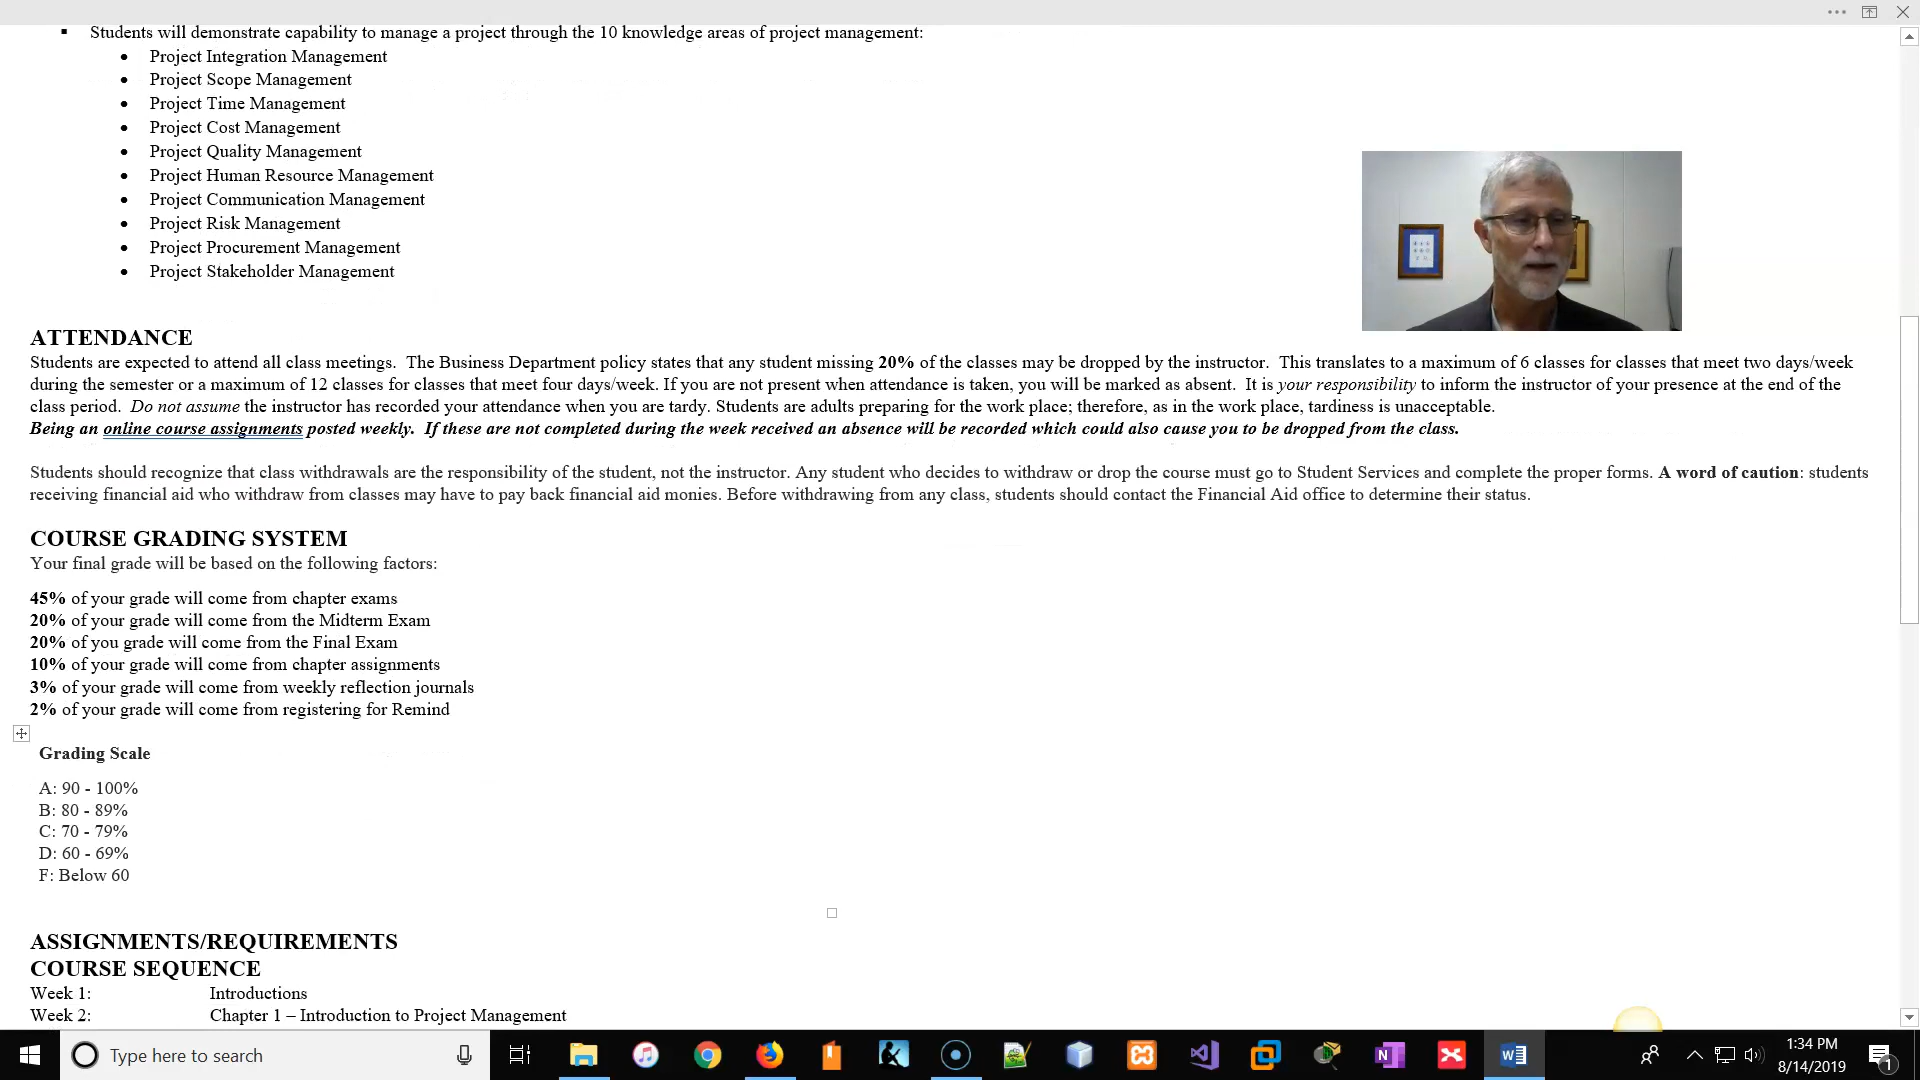 Students will demonstrate capability to manage a project through the 10 knowledge areas of project management:
Project Integration Management
Project Scope Management
Project Time Management
Project Cost Management
Project Quality Management
Project Human Resource Management
Project Communication Management
Project Risk Management
Project Procurement Management
Project Stakeholder Management
ATTENDANCE
Students are expected to attend all class meetings. The Business Department policy states that any student missing 20% of the classes may be dropped by the instructor. This translates to a maximum of 6 classes for classes that meet two days/week
during the semester or a maximum of 12 classes for classes that meet four days/week. If you are not present when attendance is taken, you will be marked as absent. It is your responsibility to inform the instructor of your presence at the end of the
class period. Do not assume the instructor has recorded your attendance when you are tardy. Students are adults preparing for the work place; therefore, as in the work place, tardiness is unacceptable.
Being an online course assignments posted weekly. If these are not completed during the week received an absence will be recorded which could also cause you to be dropped from the class.
Students should recognize that class withdrawals are the responsibility of the student, not the instructor. Any student who decides to withdraw or drop the course must go to Student Services and complete the proper forms. A word of caution: students
receiving financial aid who withdraw from classes may have to pay back financial aid monies. Before withdrawing from any class, students should contact the Financial Aid office to determine their status.
COURSE GRADING SYSTEM
Your final grade will be based on the following factors:
45% of your grade will come from chapter exams
20% of your grade will come from the Midterm Exam
20% of you grade will come from the Final Exam
10% of your grade will come from chapter assignments
3% of your grade will come from weekly reflection journals
2% of your grade will come from registering for Remind
Grading Scale
A: 90 - 100%
B: 80 - 89%
C: 70 - 79%
D: 60 - 69%
F: Below 60
ASSIGNMENTS/REQUIREMENTS
COURSE SEQUENCE
Week 1: Introductions
Week 2: Chapter 1 – Introduction to Project Management
Type here to search
1:34 PM
8/14/2019
1